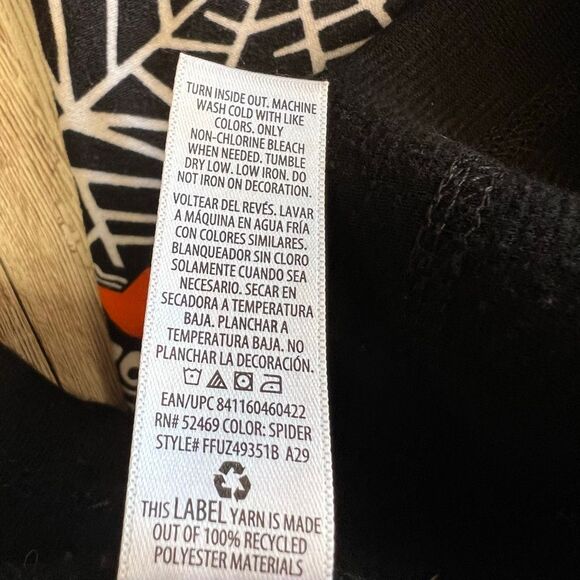 TURN INSIDE OUT. MACHINE
WASH COLD WITH LIKE
COLORS. ONLY
NON-CHLORINE BLEACH
WHEN NEEDED. TUMBLE
DRY LOW. LOW IRON. DO
NOT IRON ON DECORATION.
VOLTEAR DEL REVÉS. LAVAR
A MÁQUINA EN AGUA FRÍA
CON COLORES SIMILARES.
BLANQUEADOR SIN CLORO
SOLAMENTE CUANDO SEA
NECESARIO. SECAR EN
SECADORA A TEMPERATURA
BAJA. PLANCHAR A
TEMPERATURA BAJA. NO
PLANCHAR LA DECORACIÓN.
EAN/UPC 841160460422
RN# 52469 COLOR: SPIDER
STYLE# FFUZ49351B A29
THIS LABEL YARN IS MADE
OUT OF 100% RECYCLED
POLYESTER MATERIALS